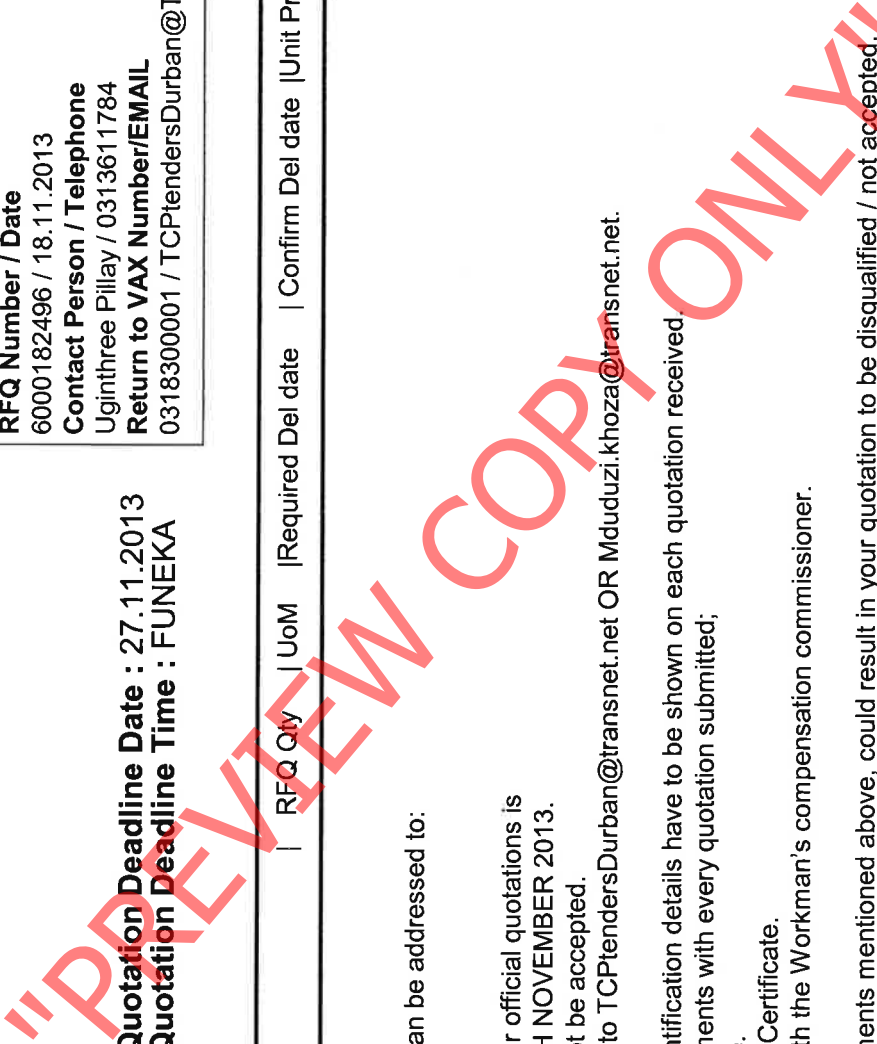 RFQ Number / Date
6000182496 / 18.11.2013
Contact Person / Telephone
Uginthree Pillay / 0313611784
Return to VAX Number/EMAIL
0318300001 / TCPtendersDurban@T
Quotation Deadline Date : 27.11.2013
Quotation Deadline Time : FUNEKA
| RFQ Qty | UoM |Required Del date | Confirm Del date |Unit Pr
an be addressed to:
r official quotations is
H NOVEMBER 2013.
t be accepted.
to TCPtendersDurban@transnet.net OR Mduduzi.khoza@transnet.net.
ntification details have to be shown on each quotation received.
ments with every quotation submitted;
Certificate.
th the Workman's compensation commissioner.
ments mentioned above, could result in your quotation to be disqualified / not accepted.
"PREVIEW COPY ONLY"